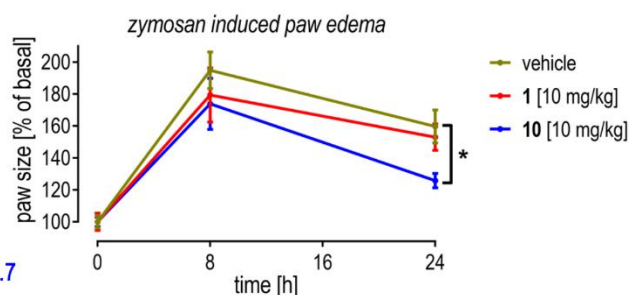 zymosan induced paw edema
200
180
160
140
120
100
paw size [% of basal]
0 8 16 24
time [h]
vehicle
1 [10 mg/kg]
10 [10 mg/kg]
*
.7